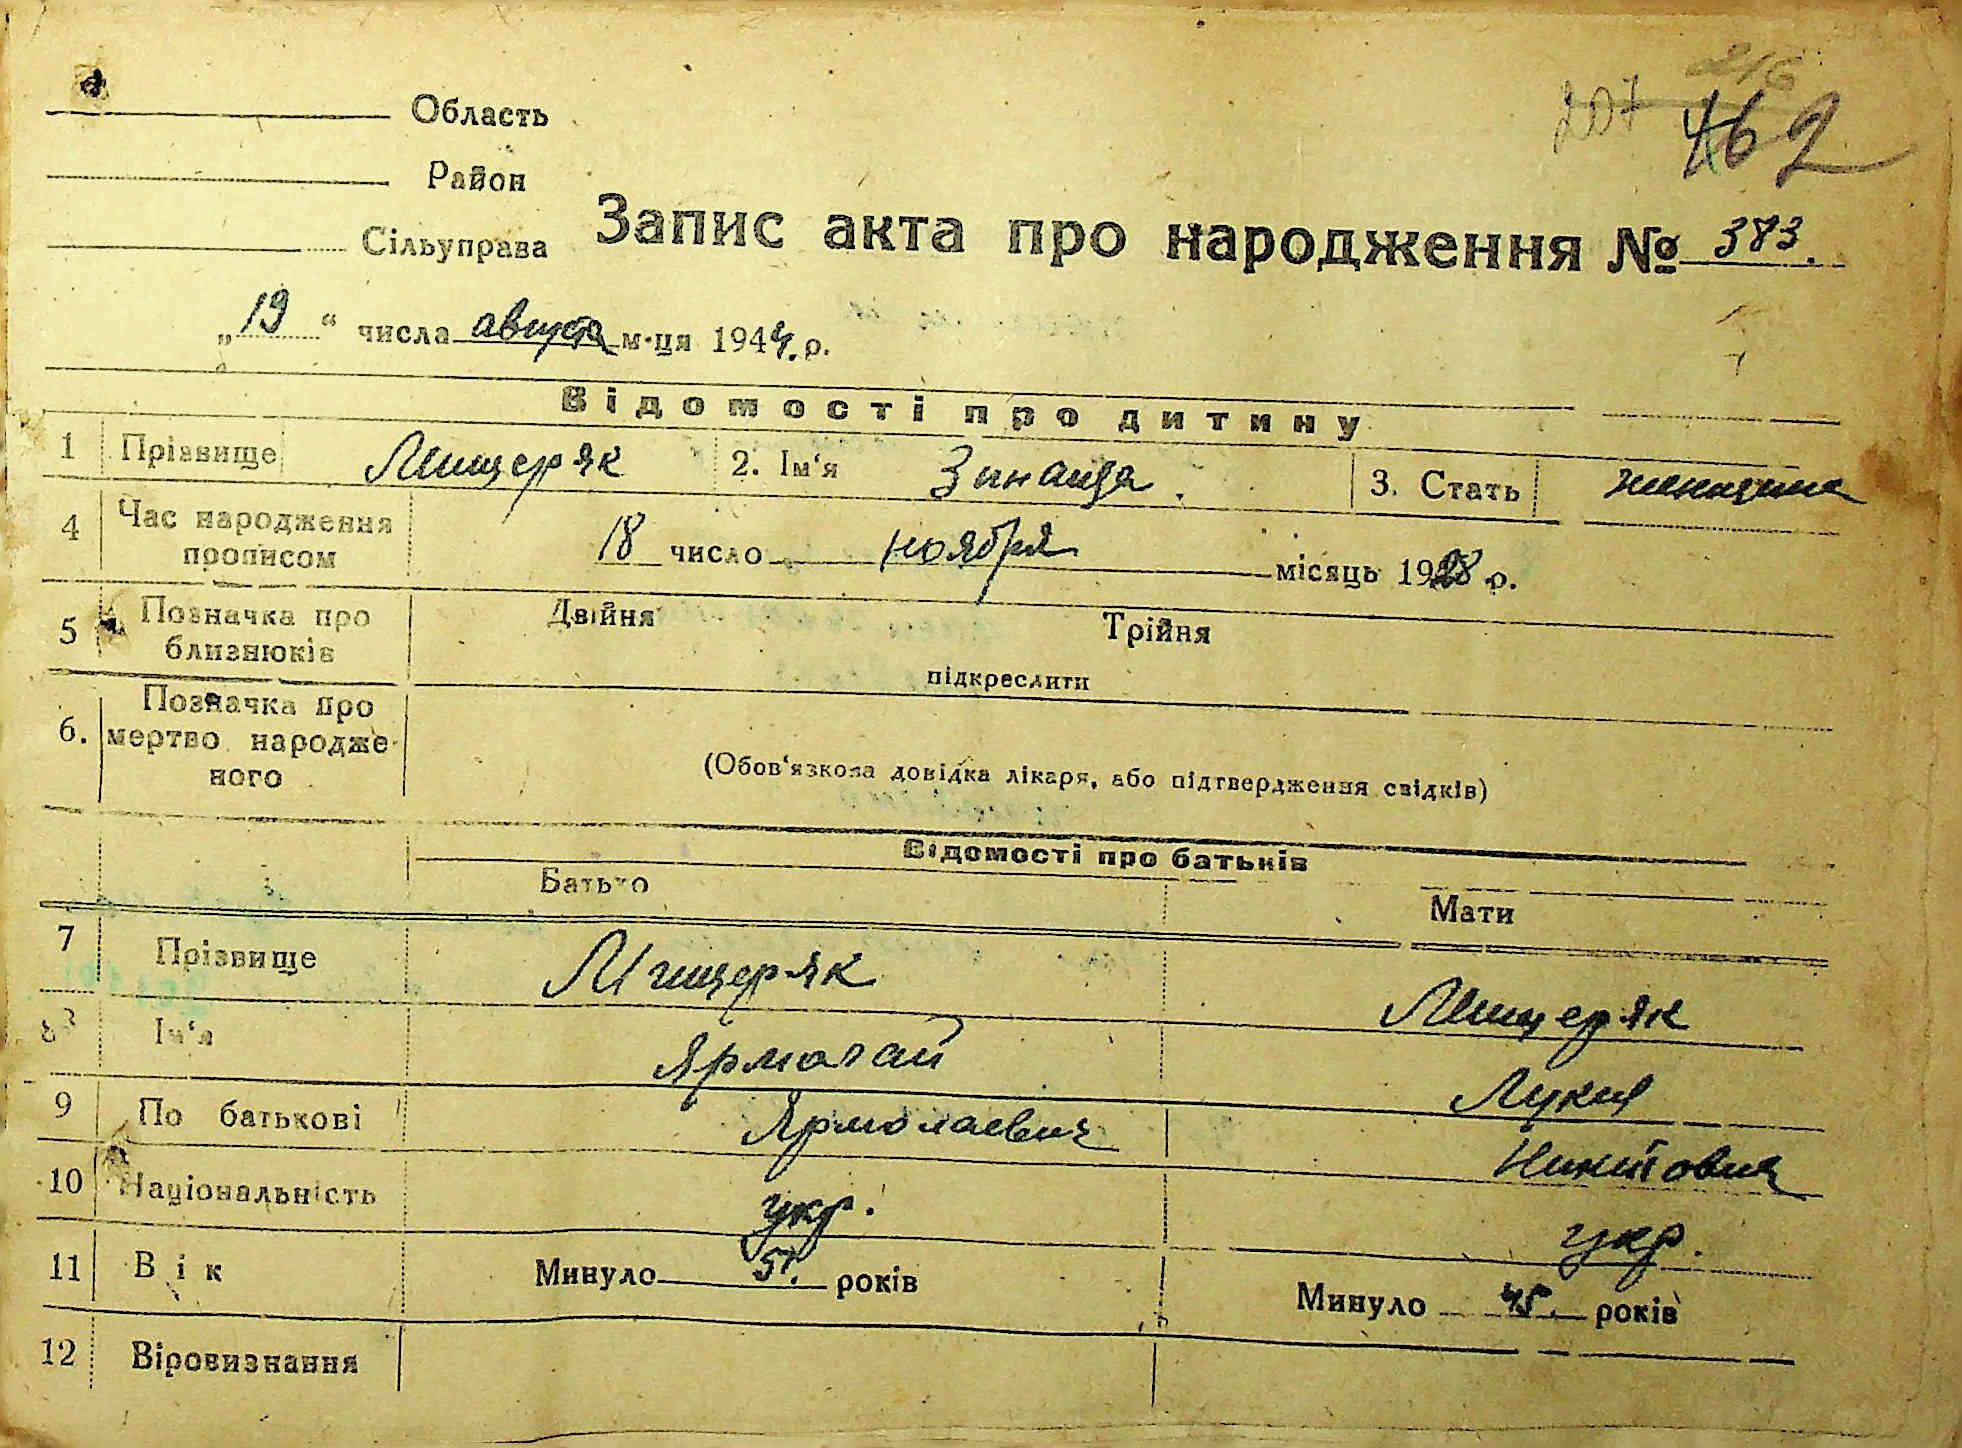 216
207 462
Область
Район
Сільуправа
Запис акта про народження № 383.
„19“ числа августа м-ця 1944. р.
Відомості про дитину
1 Прізвище Мищеряк 2. Ім‘я Зинаида. 3. Стать женщина
4 Час народження прописом 18 число ноября місяць 1928 р.
5 Позначка про близнюків Двійня Трійня
підкреслити
6. Позначка про мертво народженого
(Обов‘язкова довідка лікаря, або підтвердження свідків)
Відомості про батьків
Батько Мати
7 Прізвище Мищеряк Мищеряк
8 Ім‘я Ярмолай Лукия
9 По батькові Ярмолаевич Никитовна
10 Національність укр. укр.
11 Вік Минуло 51. років Минуло 45. років
12 Віровизнання